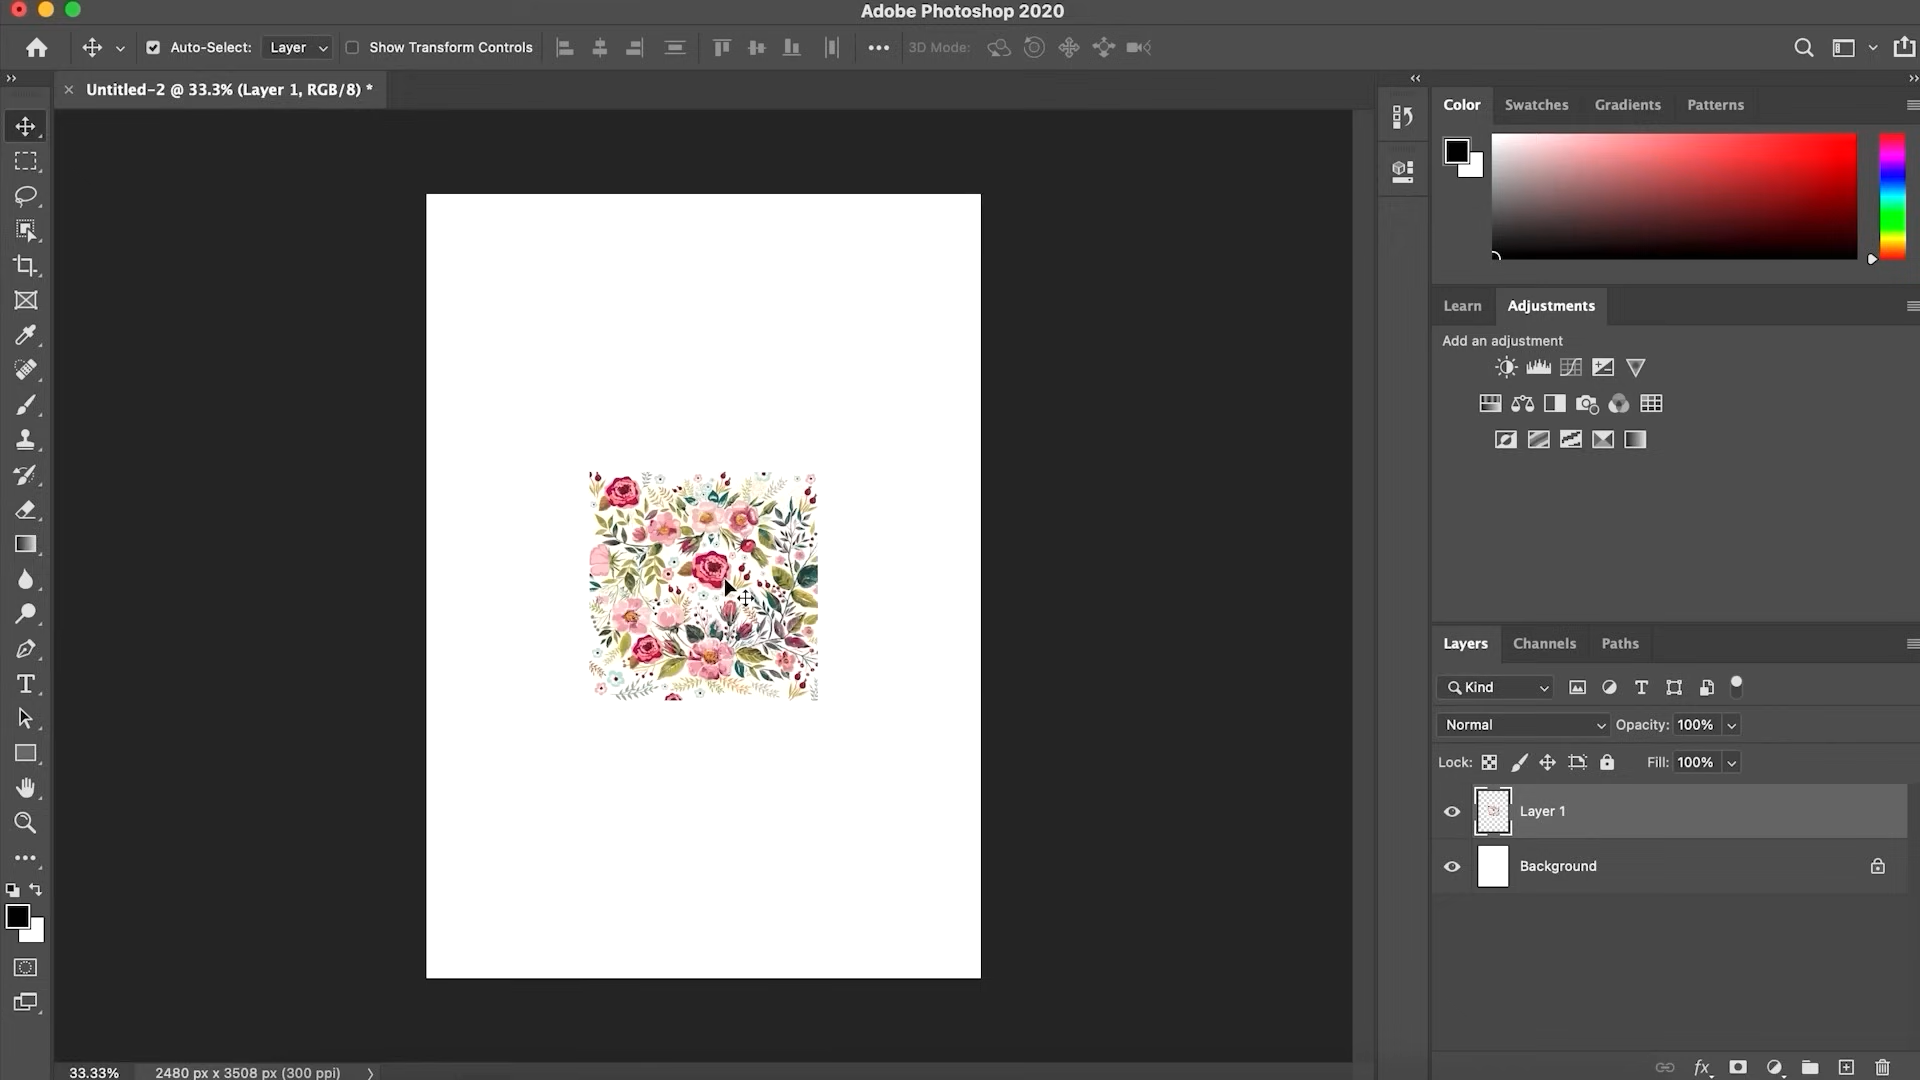 Adobe Photoshop 2020
Auto-Select: Layer Show Transform Controls 3D Mode:
Untitled-2 @ 33.3% (Layer 1, RGB/8) *
Color Swatches Gradients Patterns
Learn Adjustments
Add an adjustment
Layers Channels Paths
Kind
Normal Opacity: 100%
Lock: Fill: 100%
Layer 1
Background
33.33% 2480 px x 3508 px (300 ppi)